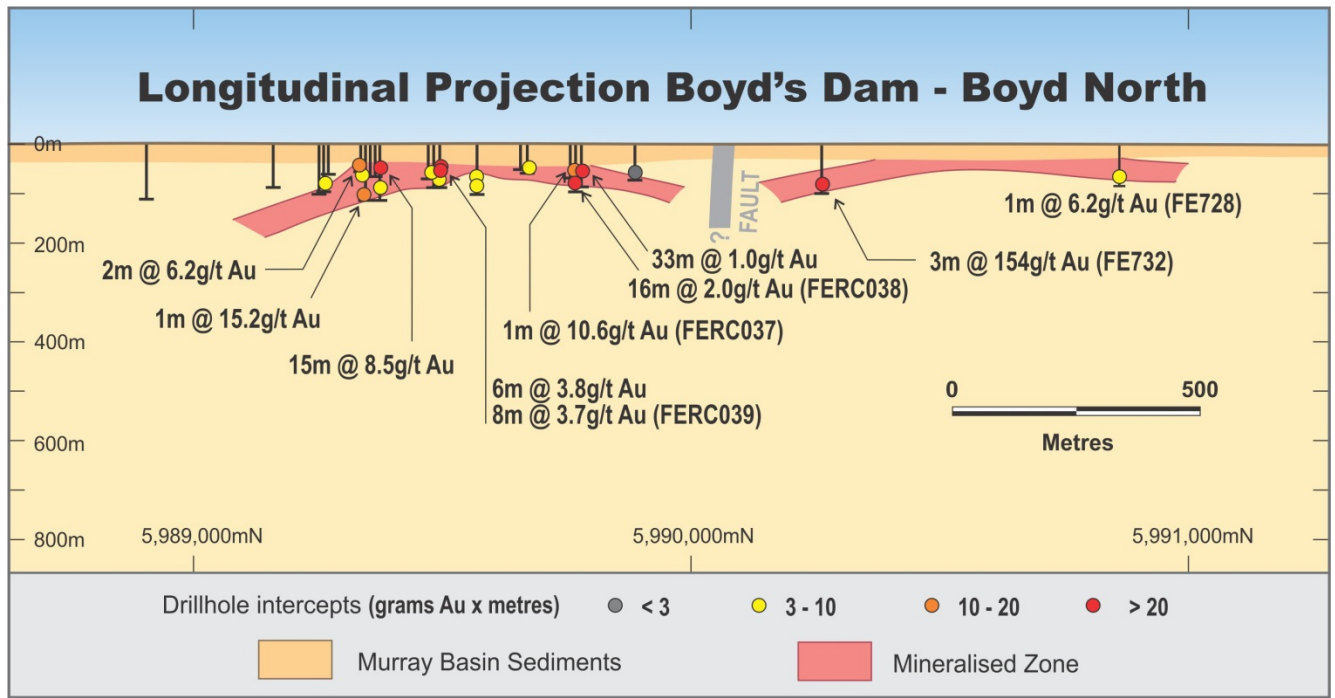 Longitudinal Projection Boyd's Dam - Boyd North
0m
200m
400m
600m
800m
2m @ 6.2g/t Au
1m @ 15.2g/t Au
15m @ 8.5g/t Au
6m @ 3.8g/t Au
8m @ 3.7g/t Au (FERC039)
1m @ 10.6g/t Au (FERC037)
33m @ 1.0g/t Au
16m @ 2.0g/t Au (FERC038)
? FAULT
3m @ 154g/t Au (FE732)
1m @ 6.2g/t Au (FE728)
0 500
Metres
5,989,000mN 5,990,000mN 5,991,000mN
Drillhole intercepts (grams Au x metres) < 3 3 - 10 10 - 20 > 20
Murray Basin Sediments Mineralised Zone